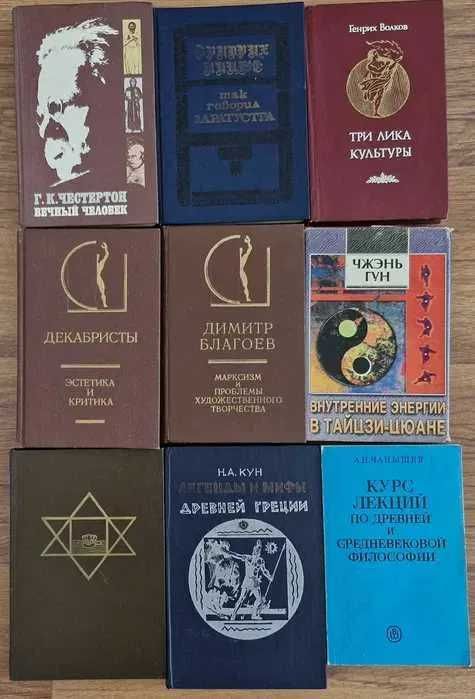 Г. К. ЧЕСТЕРТОН
ВЕЧНЫЙ ЧЕЛОВЕК
ФРИДРИХ
НИЦШЕ
ТАК
ГОВОРИЛ
ЗАРАТУСТРА
Генрих Волков
ТРИ ЛИКА
КУЛЬТУРЫ
ДЕКАБРИСТЫ
ЭСТЕТИКА
И
КРИТИКА
ДИМИТР
БЛАГОЕВ
МАРКСИЗМ
И
ПРОБЛЕМЫ
ХУДОЖЕСТВЕННОГО
ТВОРЧЕСТВА
ЧЖЭНЬ
ГУН
ВНУТРЕННИЕ ЭНЕРГИИ
В ТАЙЦЗИ-ЦЮАНЕ
Н.А. КУН
ЛЕГЕНДЫ И МИФЫ
ДРЕВНЕЙ ГРЕЦИИ
А.Н. ЧАНЫШЕВ
КУРС
ЛЕКЦИЙ
ПО ДРЕВНЕЙ
И
СРЕДНЕВЕКОВОЙ
ФИЛОСОФИИ